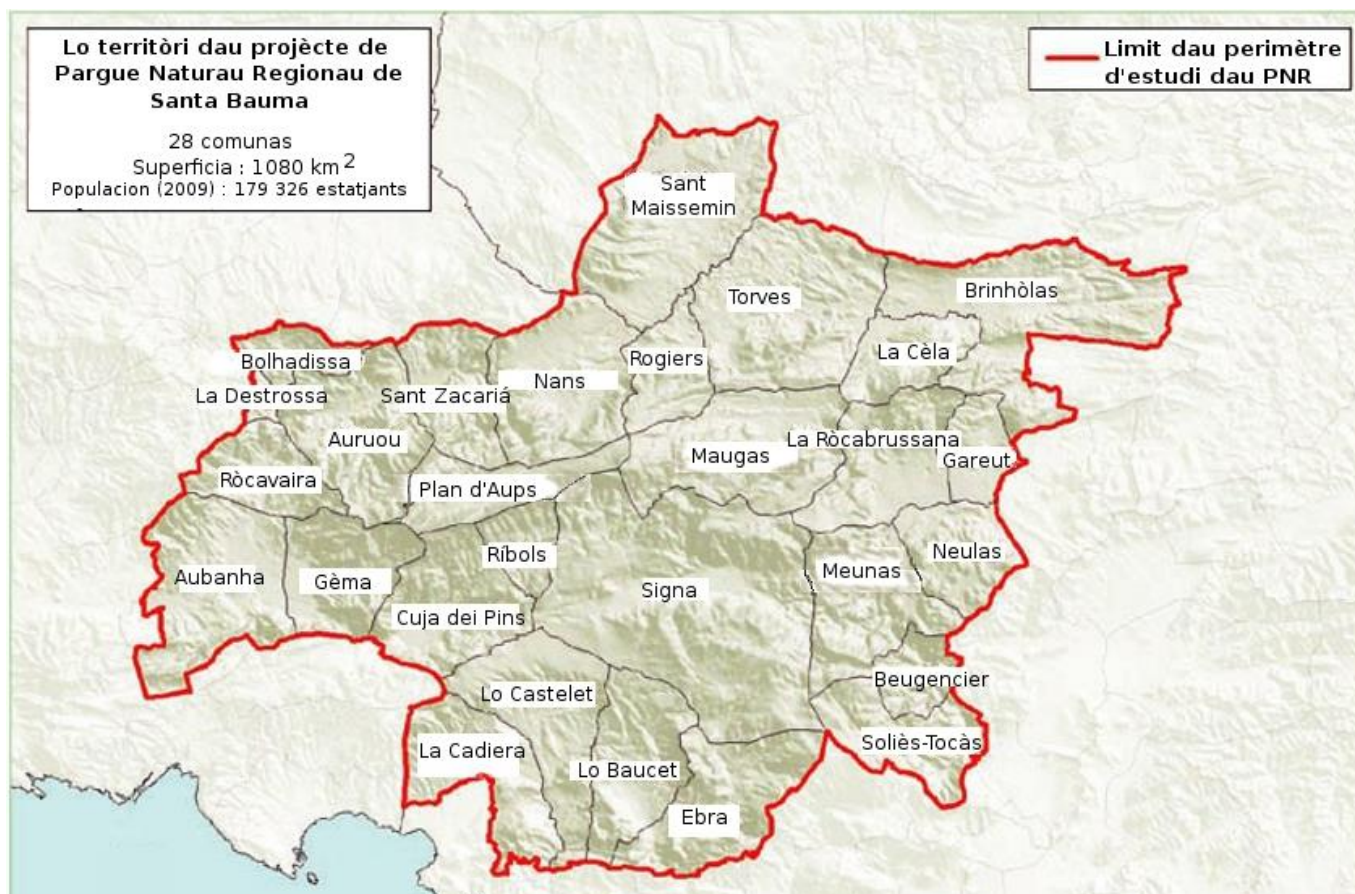 Lo territòri dau projècte de
Pargue Naturau Regionau de
Santa Bauma
28 comunas
Superficia : 1080 km²
Populacion (2009) : 179 326 estatjants
Limit dau perimètre
d'estudi dau PNR
Sant
Maissemin
Torves
Brinhòlas
Bolhadissa
La Destrossa
Sant Zacariá
Nans
Rogiers
La Cèla
Auruou
Maugas
La Ròcabrussana
Gareut
Ròcavaira
Plan d'Aups
Aubanha
Gèma
Ríbols
Cuja dei Pins
Signa
Meunas
Neulas
Lo Castelet
Beugencier
La Cadiera
Lo Baucet
Soliès-Tocàs
Ebra